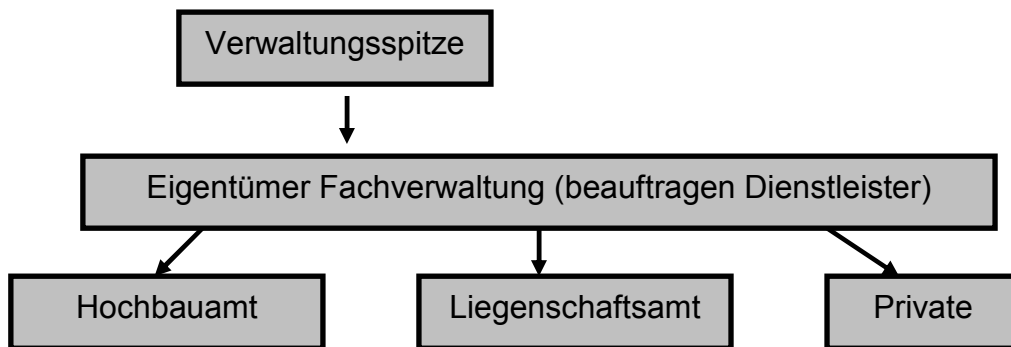 Verwaltungsspitze
Eigentümer Fachverwaltung (beauftragen Dienstleister)
Hochbauamt
Liegenschaftsamt
Private